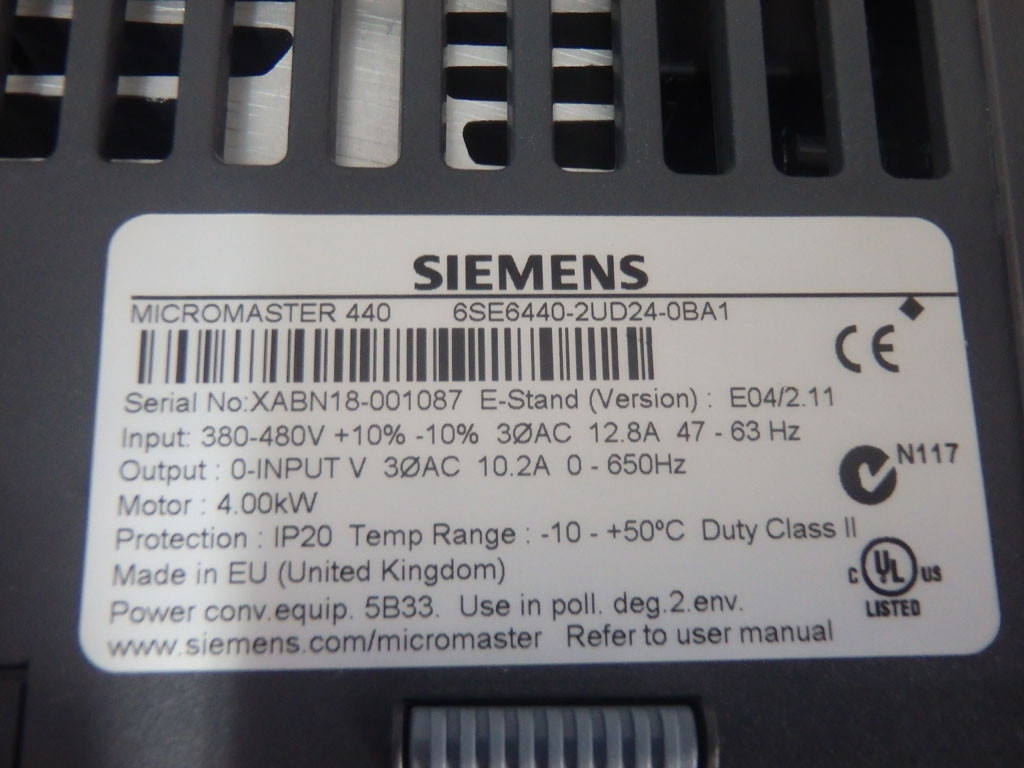 SIEMENS
MICROMASTER 440 6SE6440-2UD24-0BA1
Serial No:XABN18-001087 E-Stand (Version) : E04/2.11
Input: 380-480V +10% -10% 3ØAC 12.8A 47 - 63 Hz
Output : 0-INPUT V 3ØAC 10.2A 0 - 650Hz
Motor : 4.00kW
Protection : IP20 Temp Range : -10 - +50ºC Duty Class II
Made in EU (United Kingdom)
Power conv.equip. 5B33. Use in poll. deg.2.env.
www.siemens.com/micromaster Refer to user manual
CE
N117
C UL US
LISTED